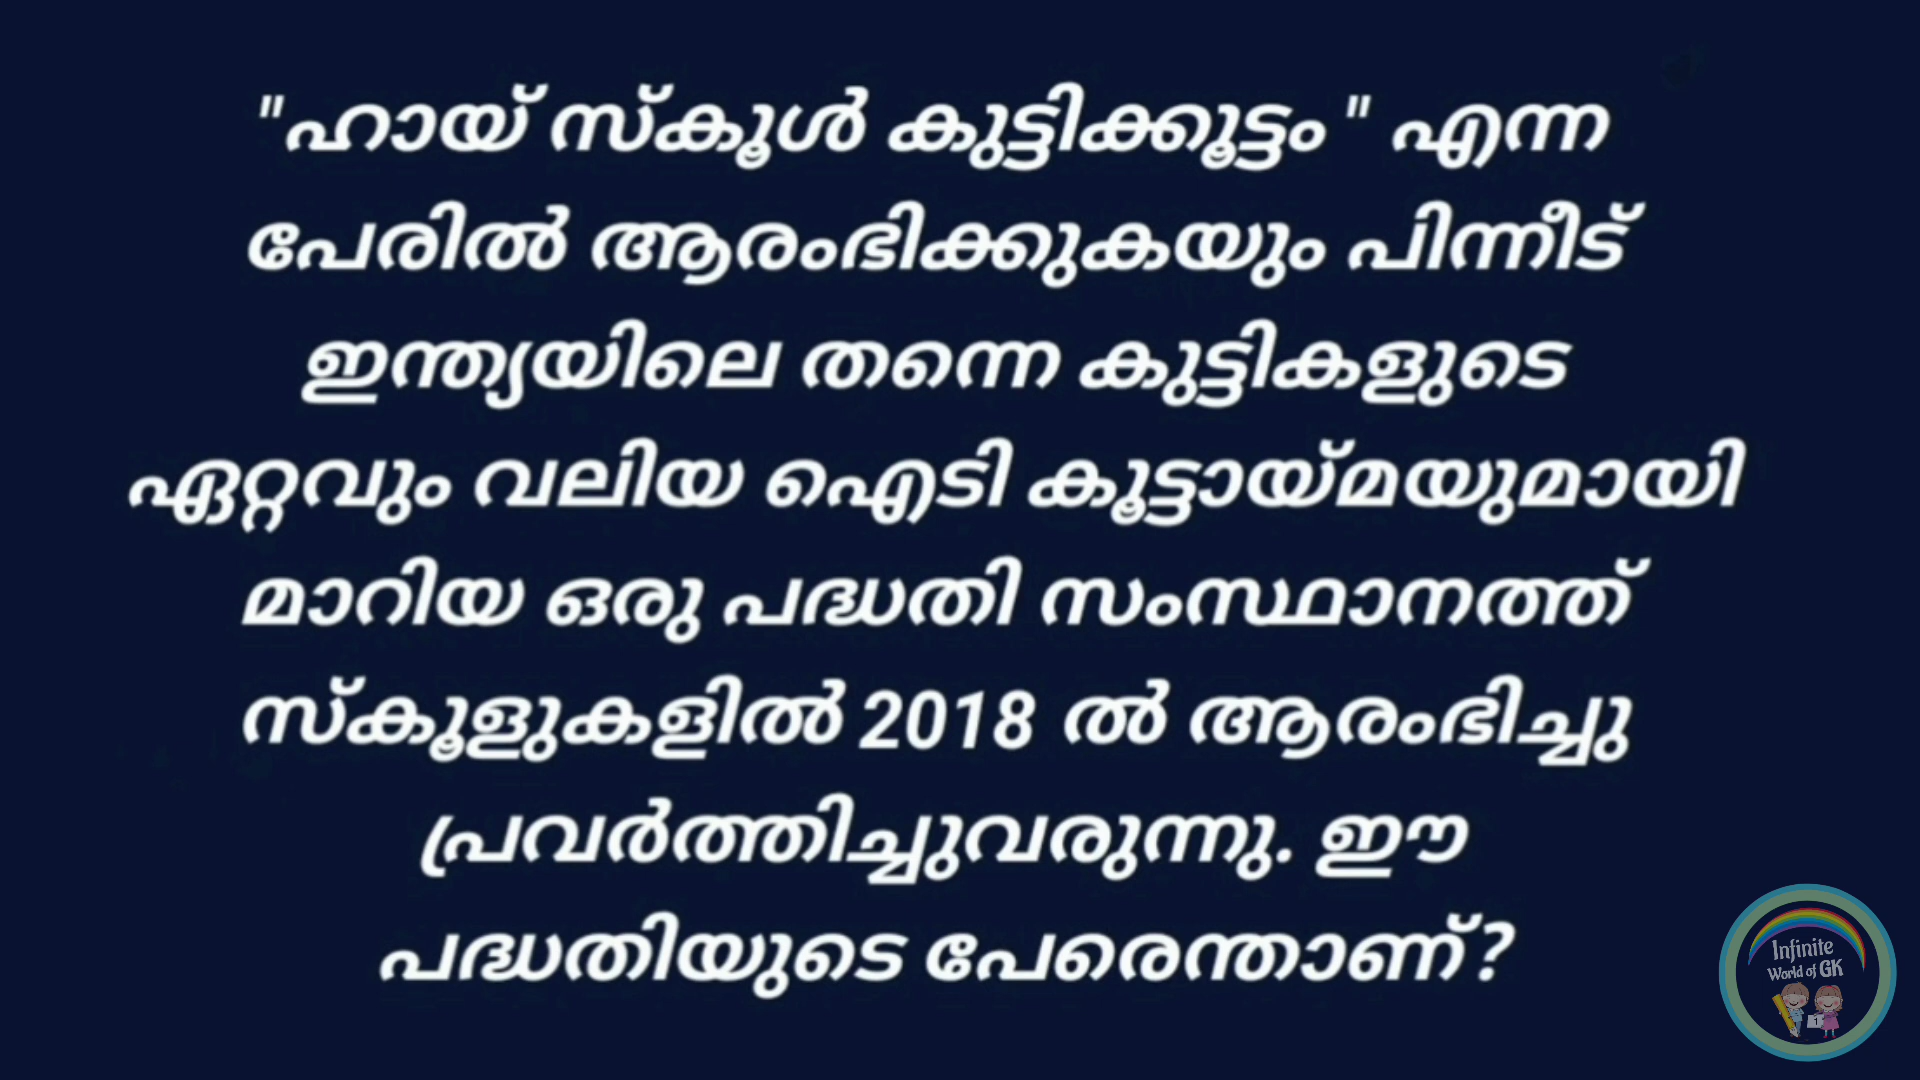 "ഹായ് സ്കൂൾ കുട്ടിക്കൂട്ടം " എന്ന
പേരിൽ ആരംഭിക്കുകയും പിന്നീട്
ഇന്ത്യയിലെ തന്നെ കുട്ടികളുടെ
ഏറ്റവും വലിയ ഐടി കൂട്ടായ്മയുമായി
മാറിയ ഒരു പദ്ധതി സംസ്ഥാനത്ത്
സ്കൂളുകളിൽ 2018 ൽ ആരംഭിച്ചു
പ്രവർത്തിച്ചുവരുന്നു. ഈ
പദ്ധതിയുടെ പേരെന്താണ്?
Infinite
World of GK
1